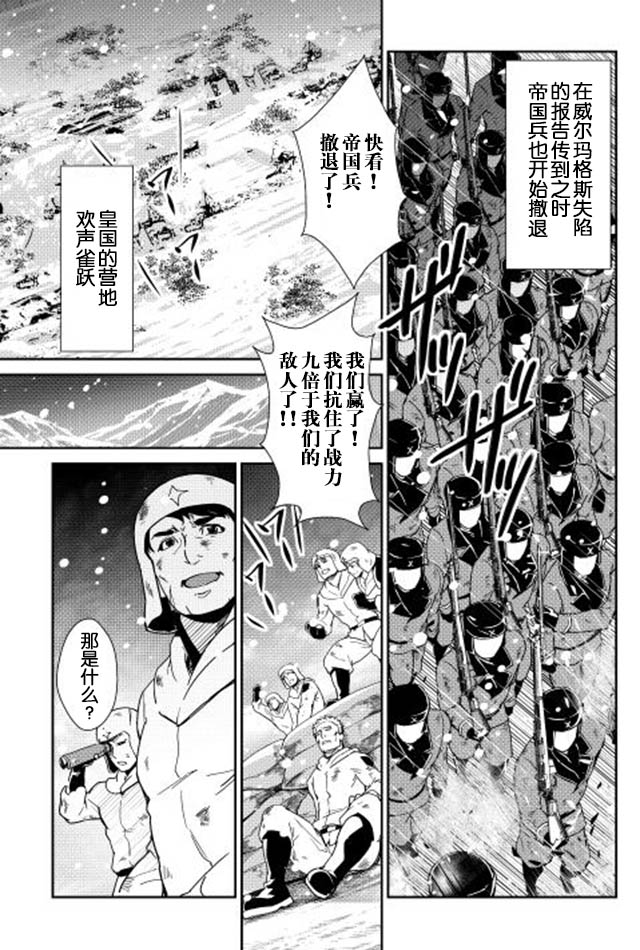 在威尔玛格斯失陷
的报告传到之时
帝国兵也开始撤退
快看！
帝国兵
撤退了！
皇国的营地
欢声雀跃
我们赢了！
我们抗住了战力
九倍于我们的
敌人了！！
那是什么？